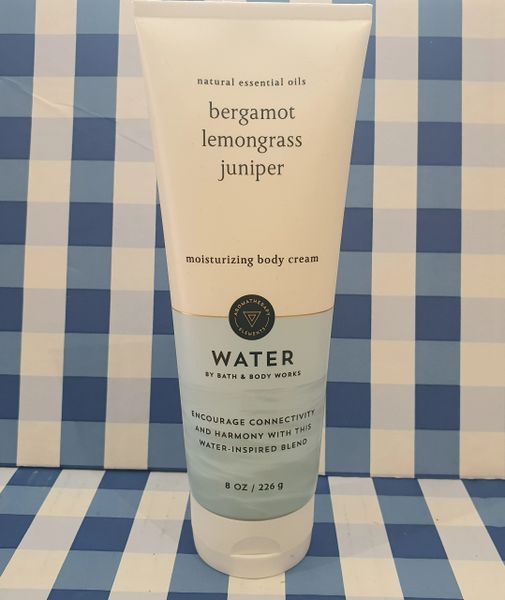 natural essential oils
bergamot
lemongrass
juniper
moisturizing body cream
AROMATHERAPY
ELEMENTS
WATER
BY BATH & BODY WORKS
ENCOURAGE CONNECTIVITY
AND HARMONY WITH THIS
WATER-INSPIRED BLEND
8 OZ / 226 g